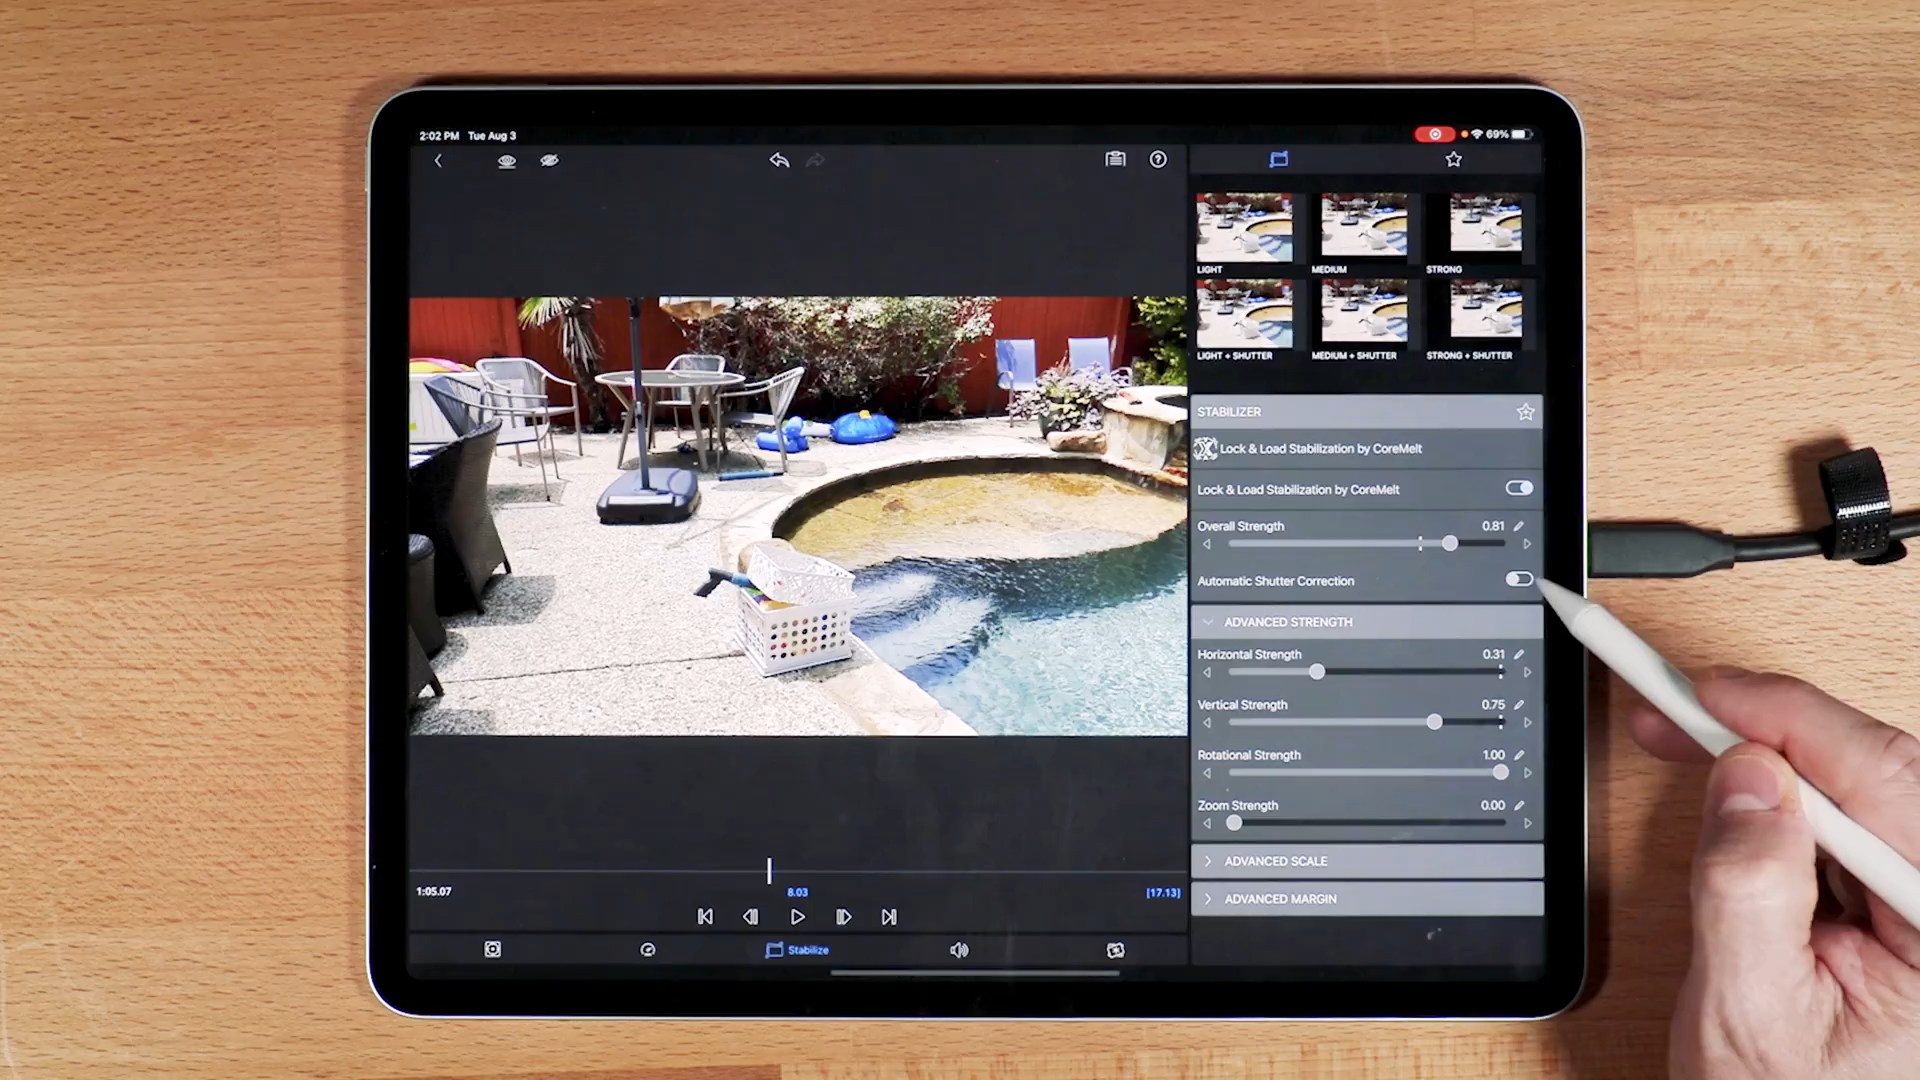 2:02 PM Tue Aug 3
69%
LIGHT
MEDIUM
STRONG
LIGHT + SHUTTER
MEDIUM + SHUTTER
STRONG + SHUTTER
STABILIZER
Lock & Load Stabilization by CoreMelt
Lock & Load Stabilization by CoreMelt
Overall Strength 0.81
Automatic Shutter Correction
ADVANCED STRENGTH
Horizontal Strength 0.31
Vertical Strength 0.75
Rotational Strength 1.00
Zoom Strength 0.00
ADVANCED SCALE
ADVANCED MARGIN
1:05.07
8.03
[17.13]
Stabilize